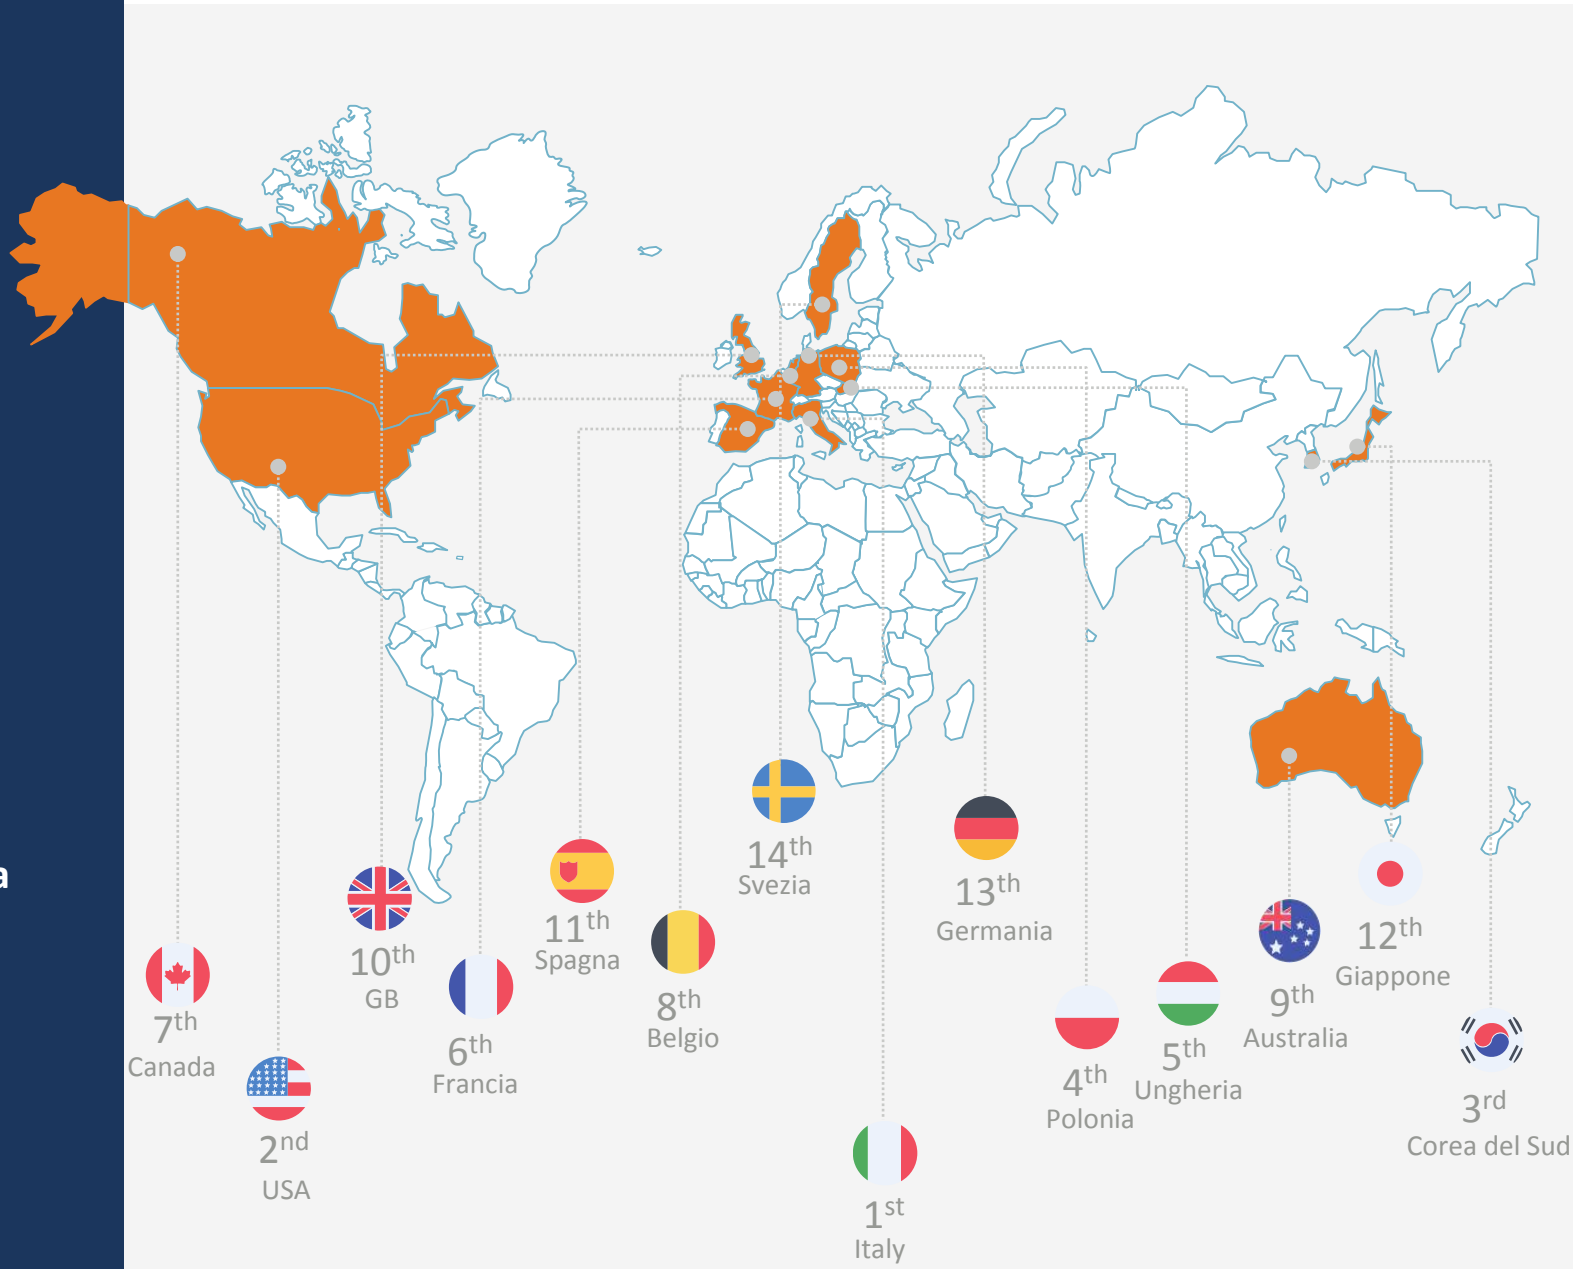 a
14th
Svezia
13th
Germania
11th
Spagna
12th
Giappone
10th
GB
8th
Belgio
9th
Australia
7th
Canada
6th
Francia
5th
Ungheria
4th
Polonia
3rd
Corea del Sud
2nd
USA
1st
Italy